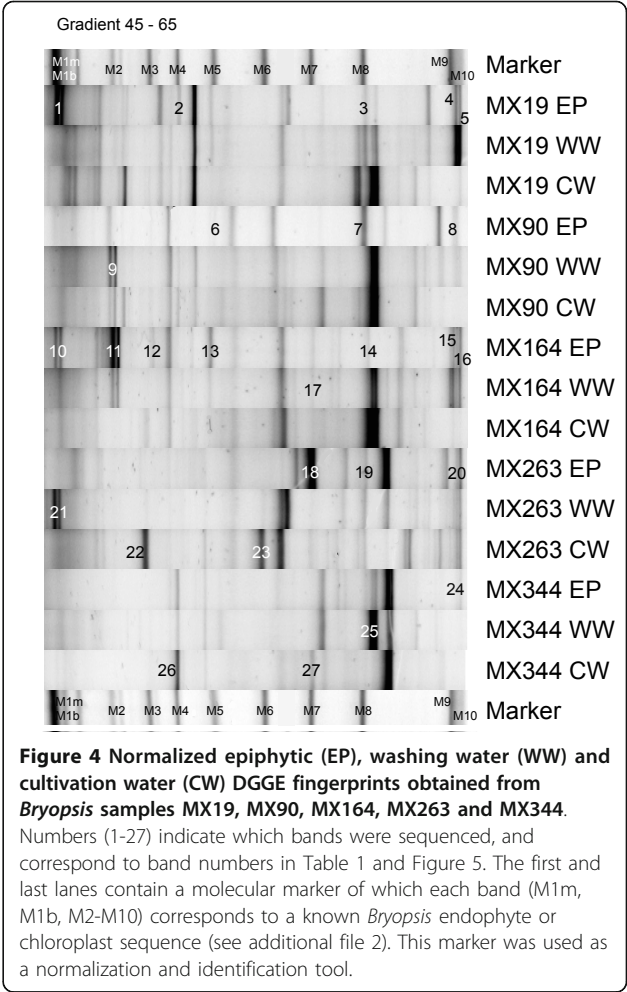 Gradient 45 - 65
M1m
M1b M2 M3 M4 M5 M6 M7 M8 M9 M10 Marker
1 2 3 4 5 MX19 EP
MX19 WW
MX19 CW
6 7 8 MX90 EP
9 MX90 WW
MX90 CW
10 11 12 13 14 15 16 MX164 EP
17 MX164 WW
MX164 CW
18 19 20 MX263 EP
21 MX263 WW
22 23 MX263 CW
24 MX344 EP
25 MX344 WW
26 27 MX344 CW
M1m
M1b M2 M3 M4 M5 M6 M7 M8 M9 M10 Marker
Figure 4 Normalized epiphytic (EP), washing water (WW) and
cultivation water (CW) DGGE fingerprints obtained from
Bryopsis samples MX19, MX90, MX164, MX263 and MX344.
Numbers (1-27) indicate which bands were sequenced, and
correspond to band numbers in Table 1 and Figure 5. The first and
last lanes contain a molecular marker of which each band (M1m,
M1b, M2-M10) corresponds to a known Bryopsis endophyte or
chloroplast sequence (see additional file 2). This marker was used as
a normalization and identification tool.